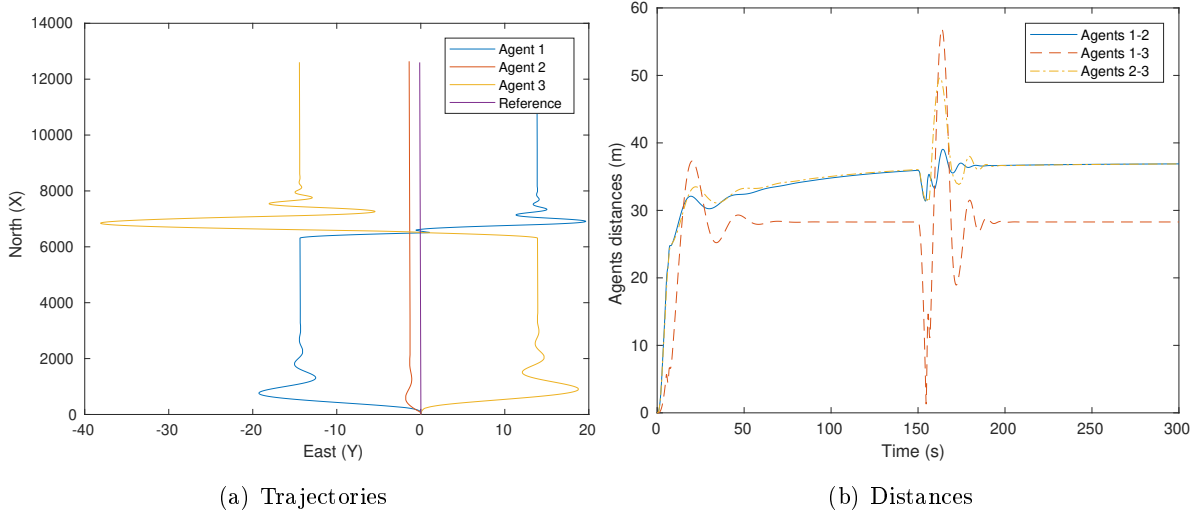 14000
12000
10000
8000
6000
4000
2000
0
North (X)
-40
-30
-20
-10
0
10
20
East (Y)
Agent 1
Agent 2
Agent 3
Reference
(a) Trajectories
60
50
40
30
20
10
0
Agents distances (m)
0
50
100
150
200
250
300
Time (s)
Agents 1-2
Agents 1-3
Agents 2-3
(b) Distances